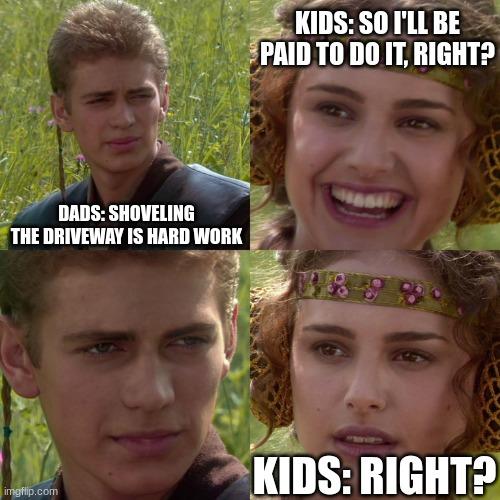 DADS: SHOVELING
THE DRIVEWAY IS HARD WORK
KIDS: SO I'LL BE
PAID TO DO IT, RIGHT?
KIDS: RIGHT?
imgflip.com